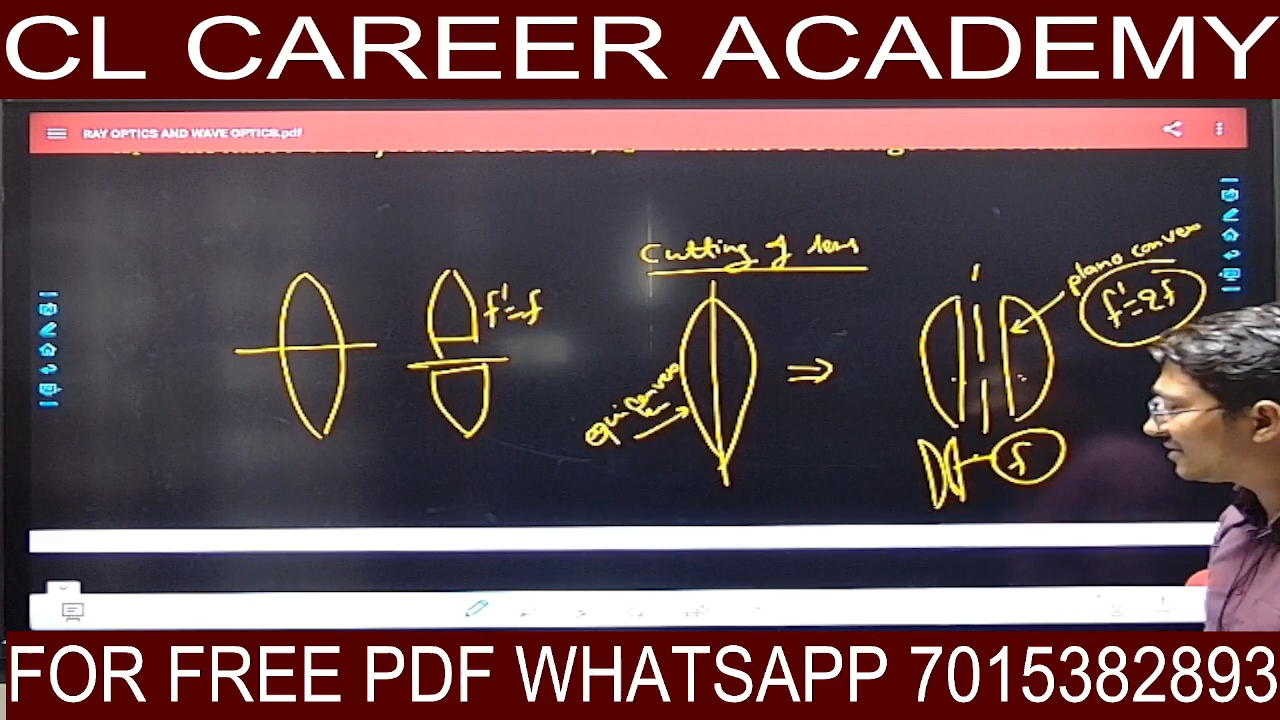 CL CAREER ACADEMY
RAY OPTICS AND WAVE OPTICS.pdf
Cutting of lens
plano convex
f'=f
f'=2f
equiconvex
f
FOR FREE PDF WHATSAPP 7015382893